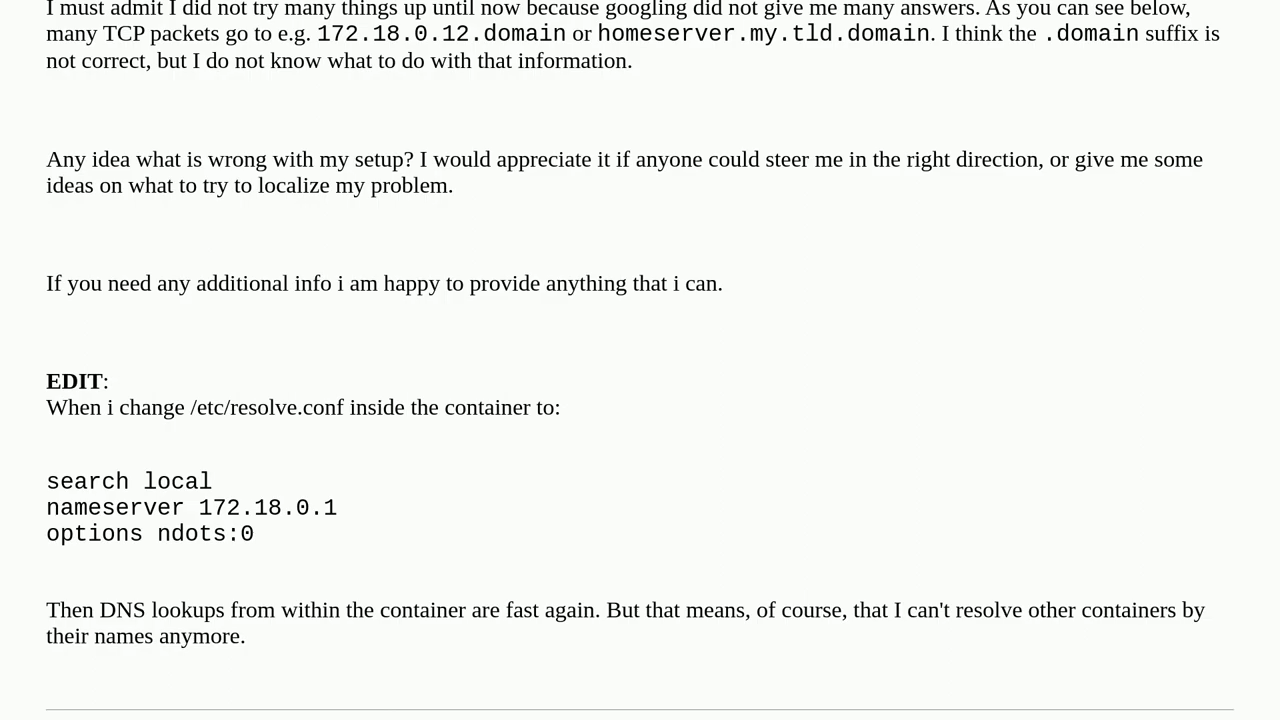 I must admit I did not try many things up until now because googling did not give me many answers. As you can see below,
many TCP packets go to e.g. 172.18.0.12.domain or homeserver.my.tld.domain. I think the .domain suffix is
not correct, but I do not know what to do with that information.
Any idea what is wrong with my setup? I would appreciate it if anyone could steer me in the right direction, or give me some
ideas on what to try to localize my problem.
If you need any additional info i am happy to provide anything that i can.
EDIT:
When i change /etc/resolve.conf inside the container to:
search local
nameserver 172.18.0.1
options ndots:0
Then DNS lookups from within the container are fast again. But that means, of course, that I can't resolve other containers by
their names anymore.